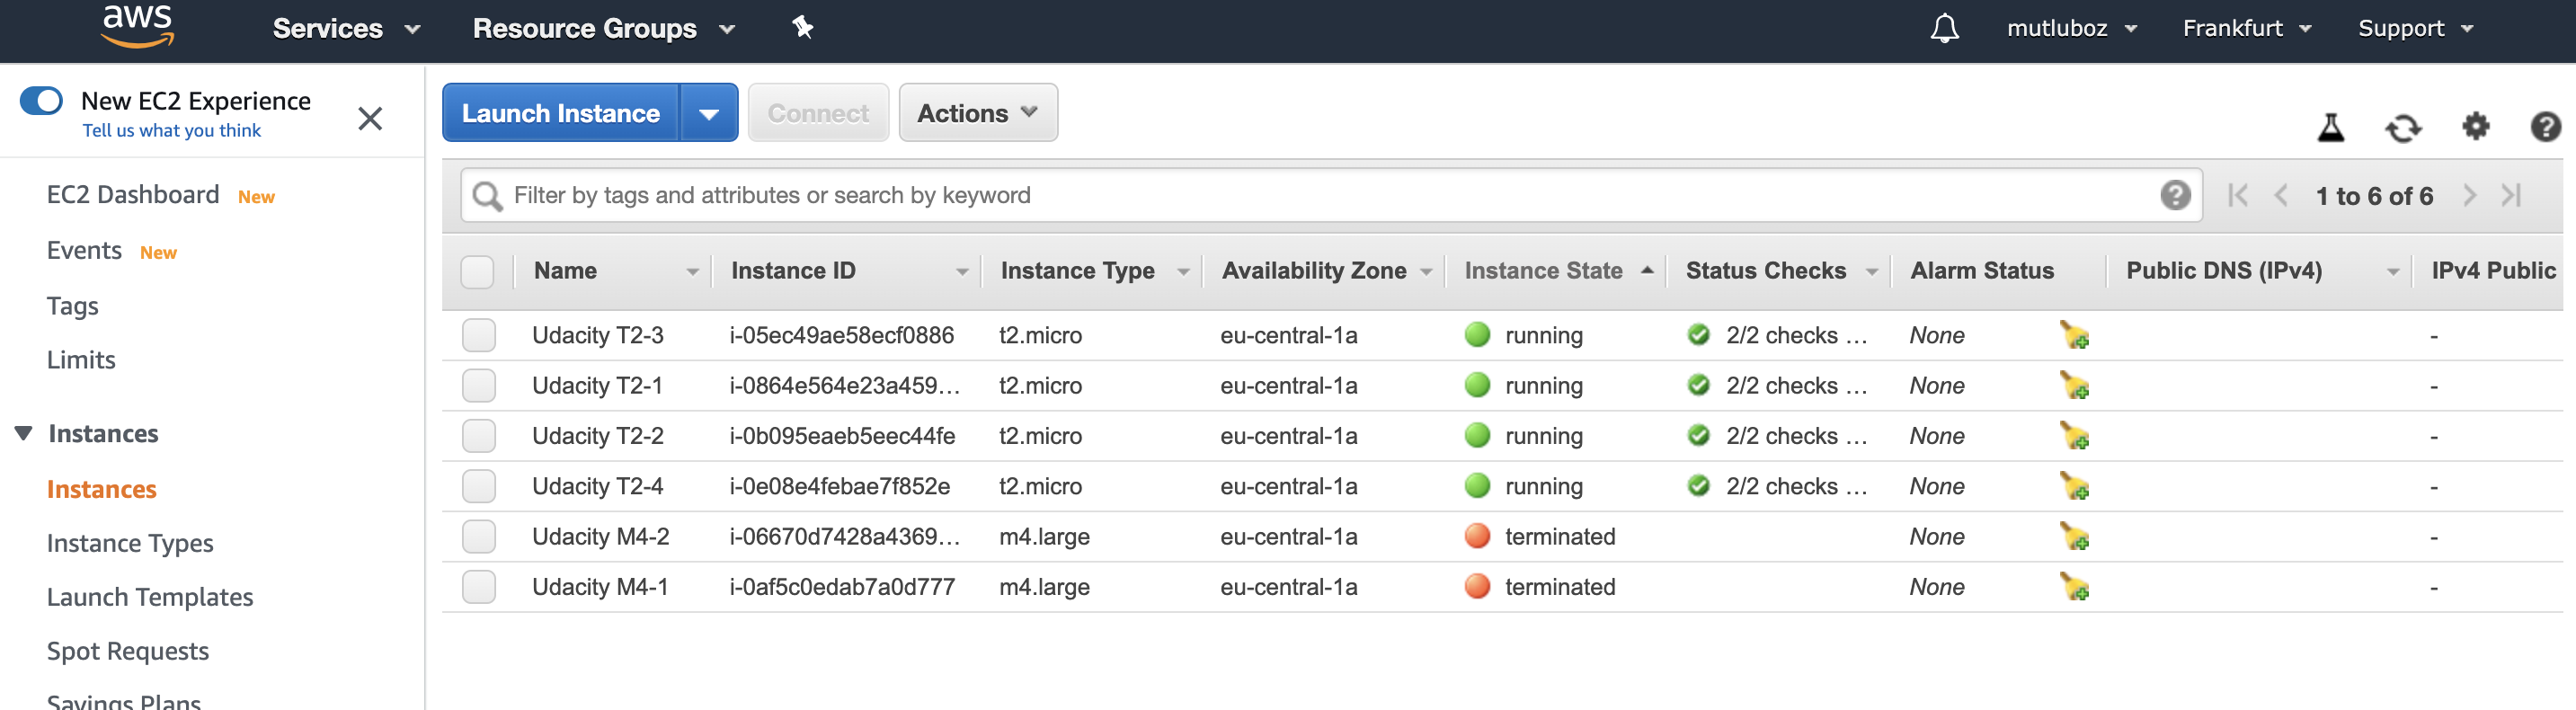 aws Services Resource Groups mutluboz Frankfurt Support
New EC2 Experience
Tell us what you think
EC2 Dashboard New
Events New
Tags
Limits
Instances
Instances
Instance Types
Launch Templates
Spot Requests
Savings Plans
Launch Instance Connect Actions
Filter by tags and attributes or search by keyword ? 1 to 6 of 6
Name Instance ID Instance Type Availability Zone Instance State Status Checks Alarm Status Public DNS (IPv4) IPv4 Public
Udacity T2-3 i-05ec49ae58ecf0886 t2.micro eu-central-1a running 2/2 checks … None -
Udacity T2-1 i-0864e564e23a459… t2.micro eu-central-1a running 2/2 checks … None -
Udacity T2-2 i-0b095eaeb5eec44fe t2.micro eu-central-1a running 2/2 checks … None -
Udacity T2-4 i-0e08e4febae7f852e t2.micro eu-central-1a running 2/2 checks … None -
Udacity M4-2 i-06670d7428a4369… m4.large eu-central-1a terminated None -
Udacity M4-1 i-0af5c0edab7a0d777 m4.large eu-central-1a terminated None -